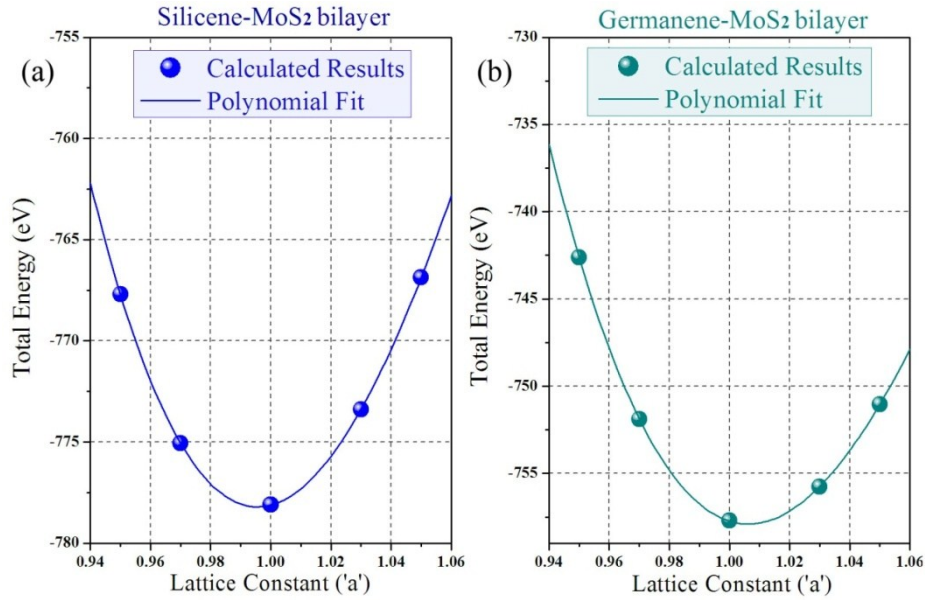 Silicene-MoS₂ bilayer
(a)
Calculated Results
Polynomial Fit
Total Energy (eV)
-755
-760
-765
-770
-775
-780
0.94 0.96 0.98 1.00 1.02 1.04 1.06
Lattice Constant ('a')
Germanene-MoS₂ bilayer
(b)
Calculated Results
Polynomial Fit
Total Energy (eV)
-730
-735
-740
-745
-750
-755
0.94 0.96 0.98 1.00 1.02 1.04 1.06
Lattice Constant ('a')